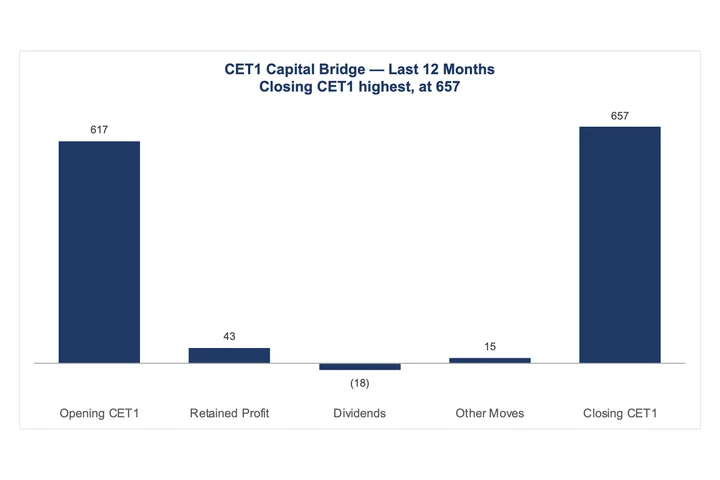 CET1 Capital Bridge — Last 12 Months
Closing CET1 highest, at 657
617
43
(18)
15
657
Opening CET1
Retained Profit
Dividends
Other Moves
Closing CET1